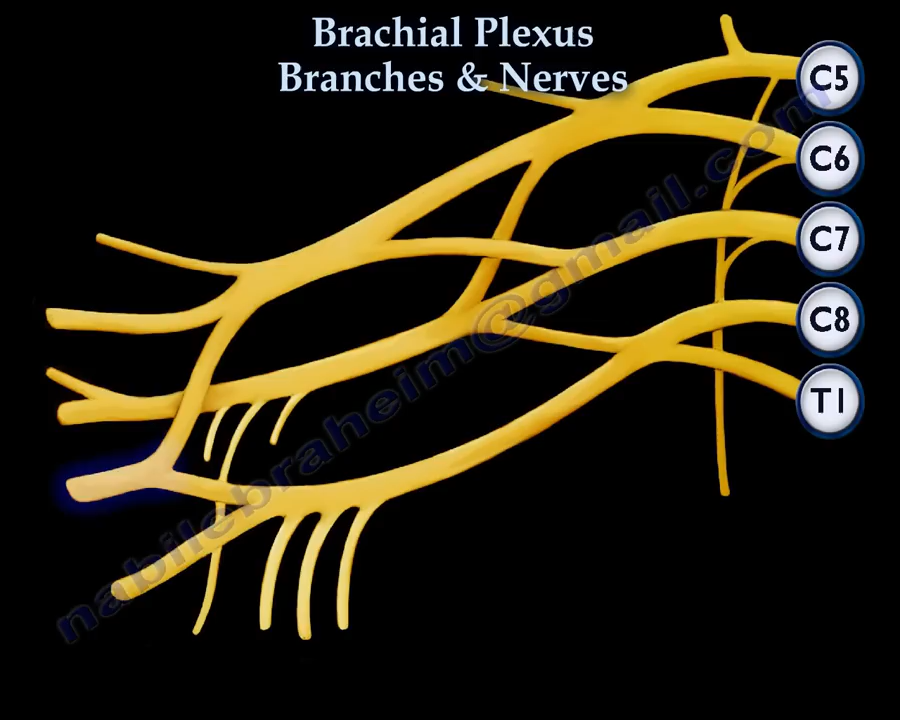 Brachial Plexus
Branches & Nerves
C5
C6
C7
C8
T1
nabilebraheim@gmail.com